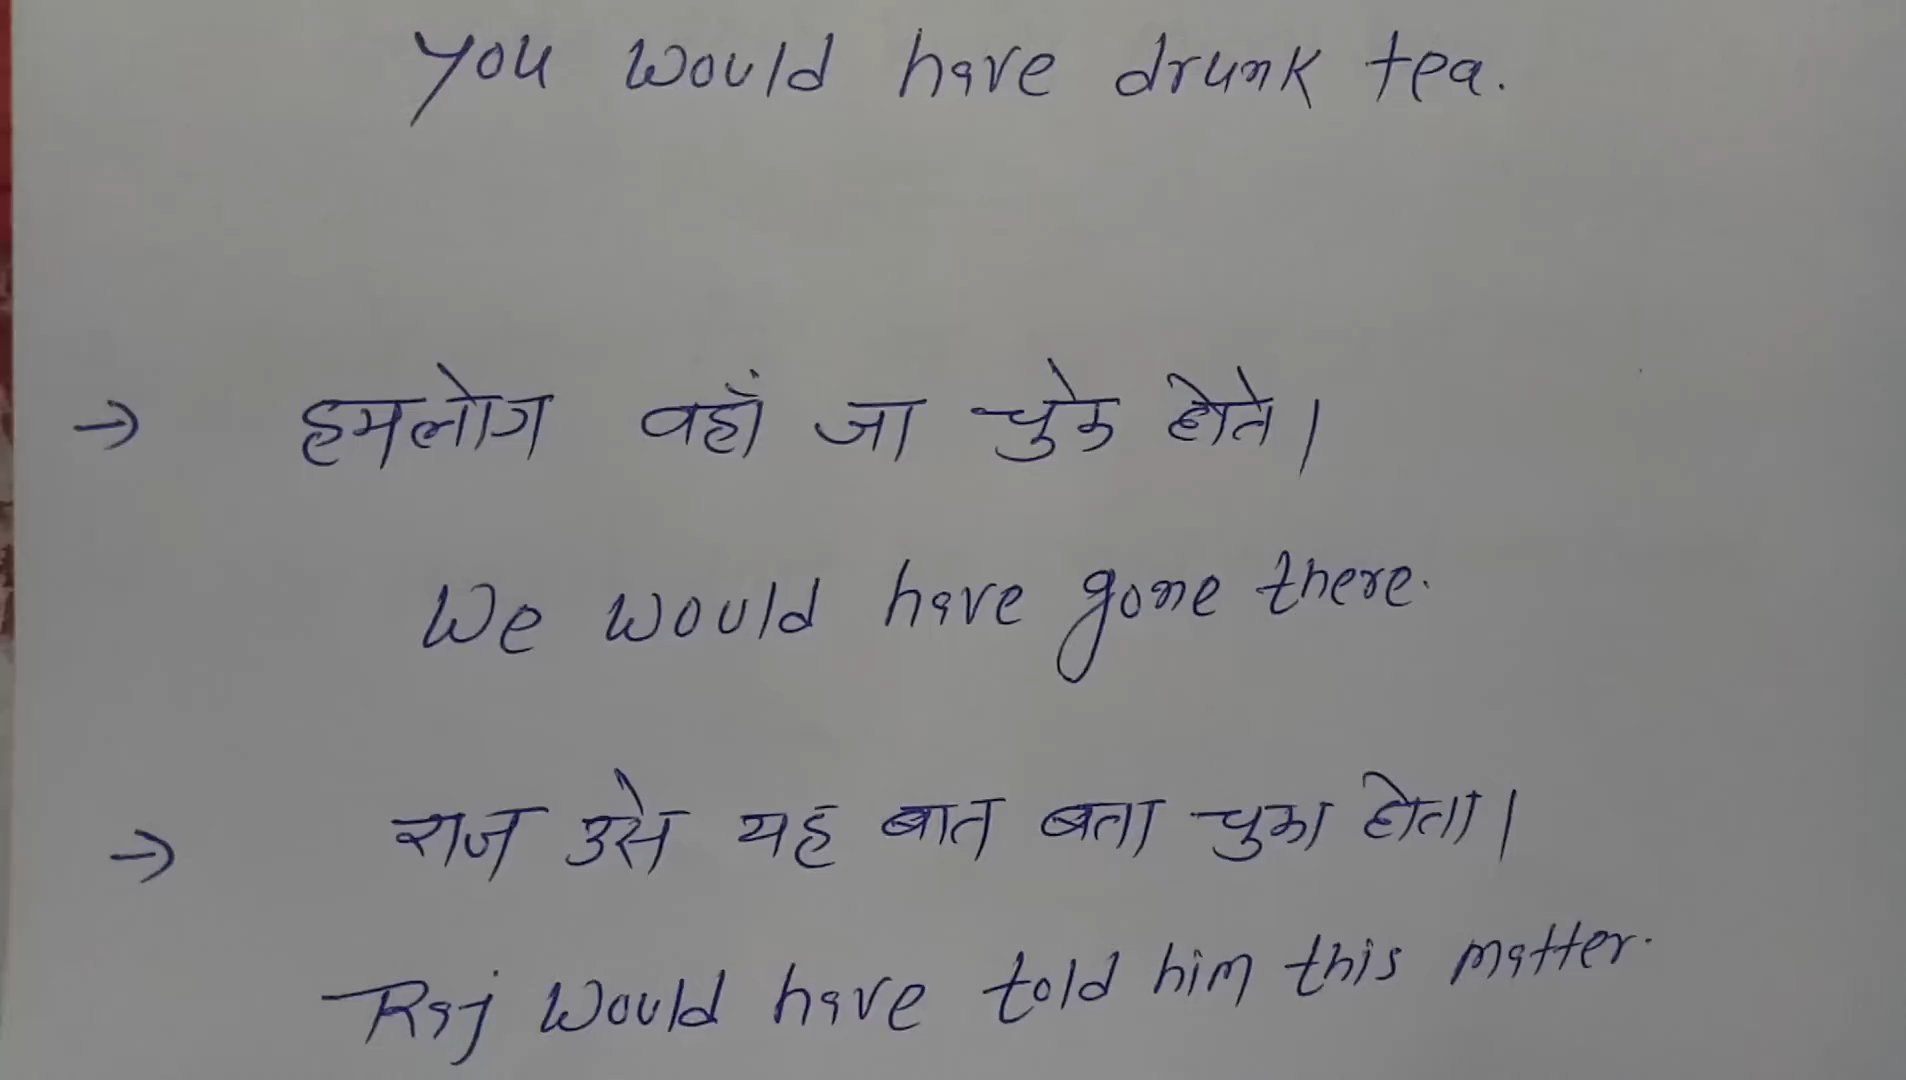 You would have drunk tea.
→ हमलोग वहाँ जा चुके होते।
We would have gone there.
→ राज उसे यह बात बता चुका होता।
Raj would have told him this matter.